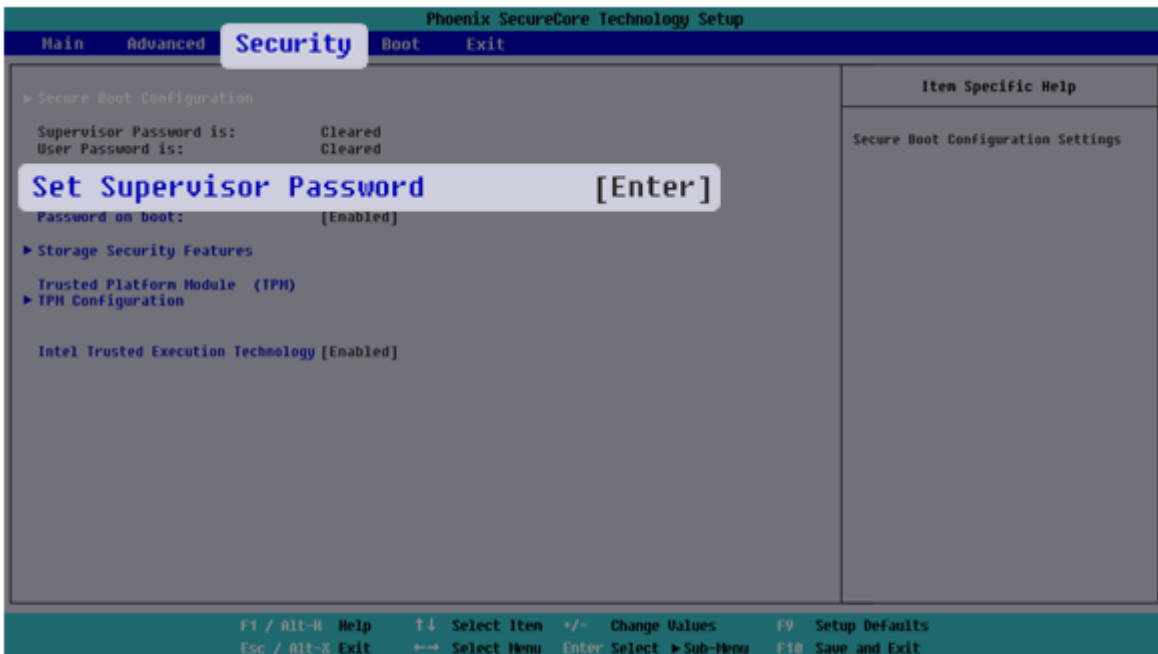 Phoenix SecureCore Technology Setup
Main Advanced Security Boot Exit
▶ Secure Boot Configuration
Supervisor Password is: Cleared
User Password is: Cleared
Set Supervisor Password [Enter]
Password on boot: [Enabled]
▶ Storage Security Features
Trusted Platform Module (TPM)
▶ TPM Configuration
Intel Trusted Execution Technology [Enabled]
Item Specific Help
Secure Boot Configuration Settings
F1 / Alt-H Help ↑↓ Select Item +/- Change Values F9 Setup Defaults
Esc / Alt-X Exit ←→ Select Menu Enter Select ▶ Sub-Menu F10 Save and Exit